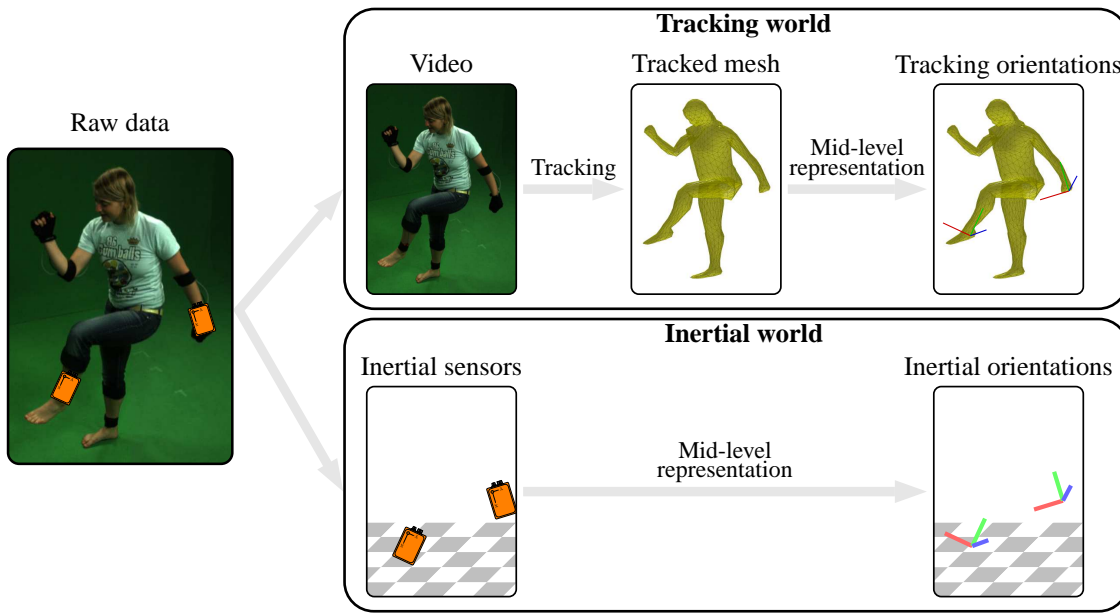 Tracking world
Video
Tracked mesh
Tracking orientations
Raw data
Tracking
Mid-level
representation
Inertial world
Inertial sensors
Inertial orientations
Mid-level
representation